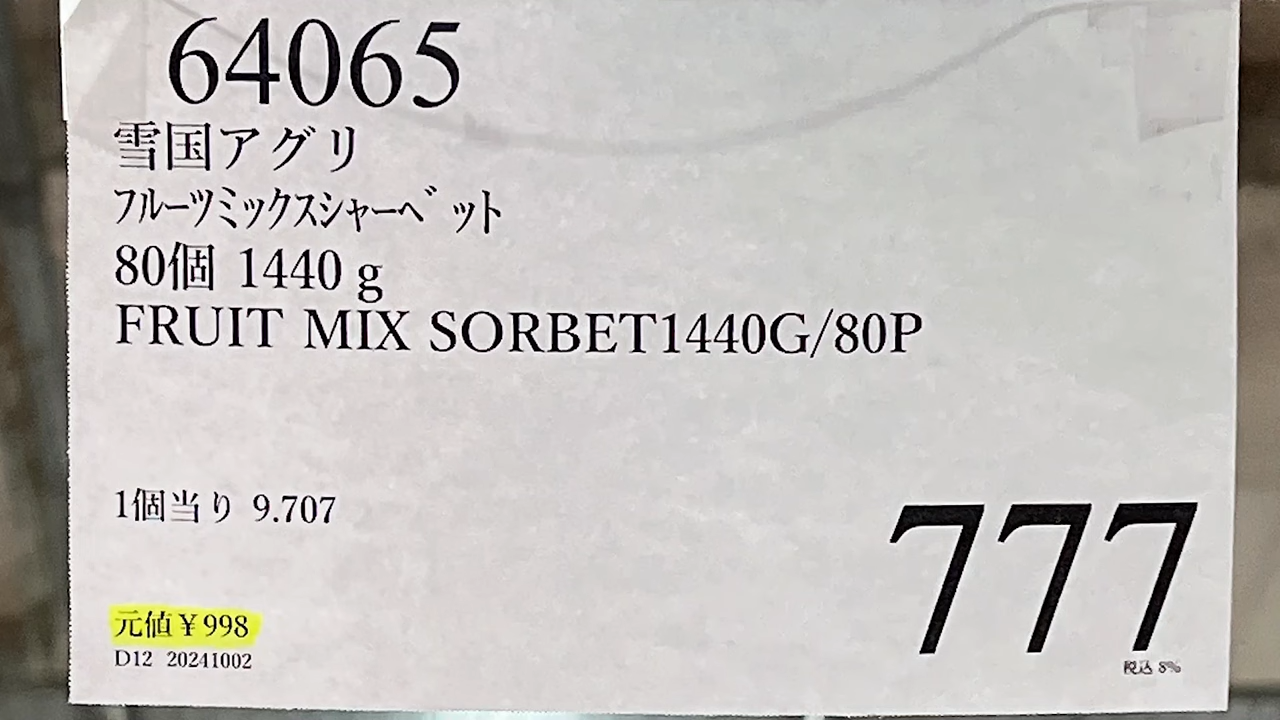 64065
雪国アグリ
フルーツミックスシャーベット
80個 1440 g
FRUIT MIX SORBET1440G/80P
1個当り 9.707
777
元値￥998
D12 20241002
税込 8%